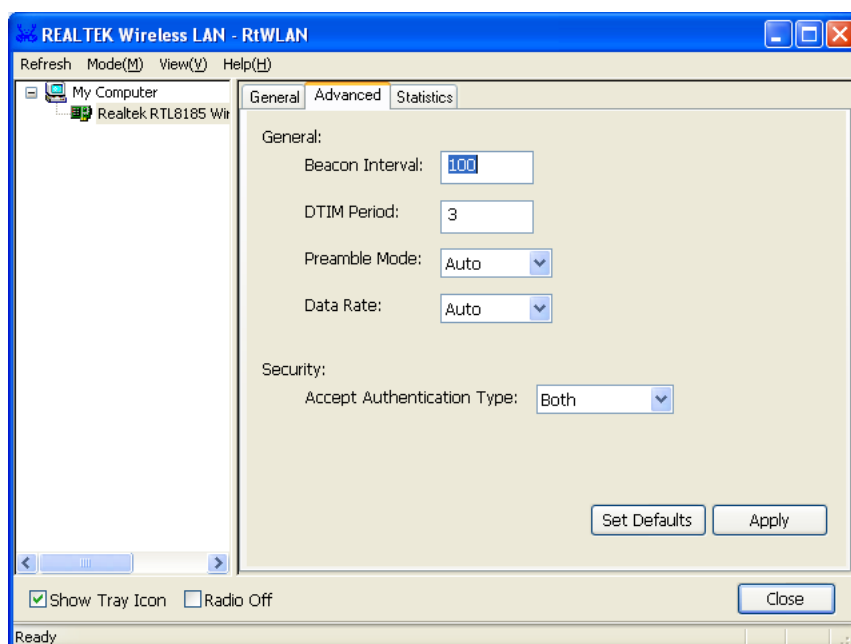 REALTEK Wireless LAN - RtWLAN
Refresh Mode(M) View(V) Help(H)
My Computer
Realtek RTL8185 Wir
General Advanced Statistics
General:
Beacon Interval: 100
DTIM Period: 3
Preamble Mode: Auto
Data Rate: Auto
Security:
Accept Authentication Type: Both
Set Defaults Apply
Show Tray Icon Radio Off Close
Ready